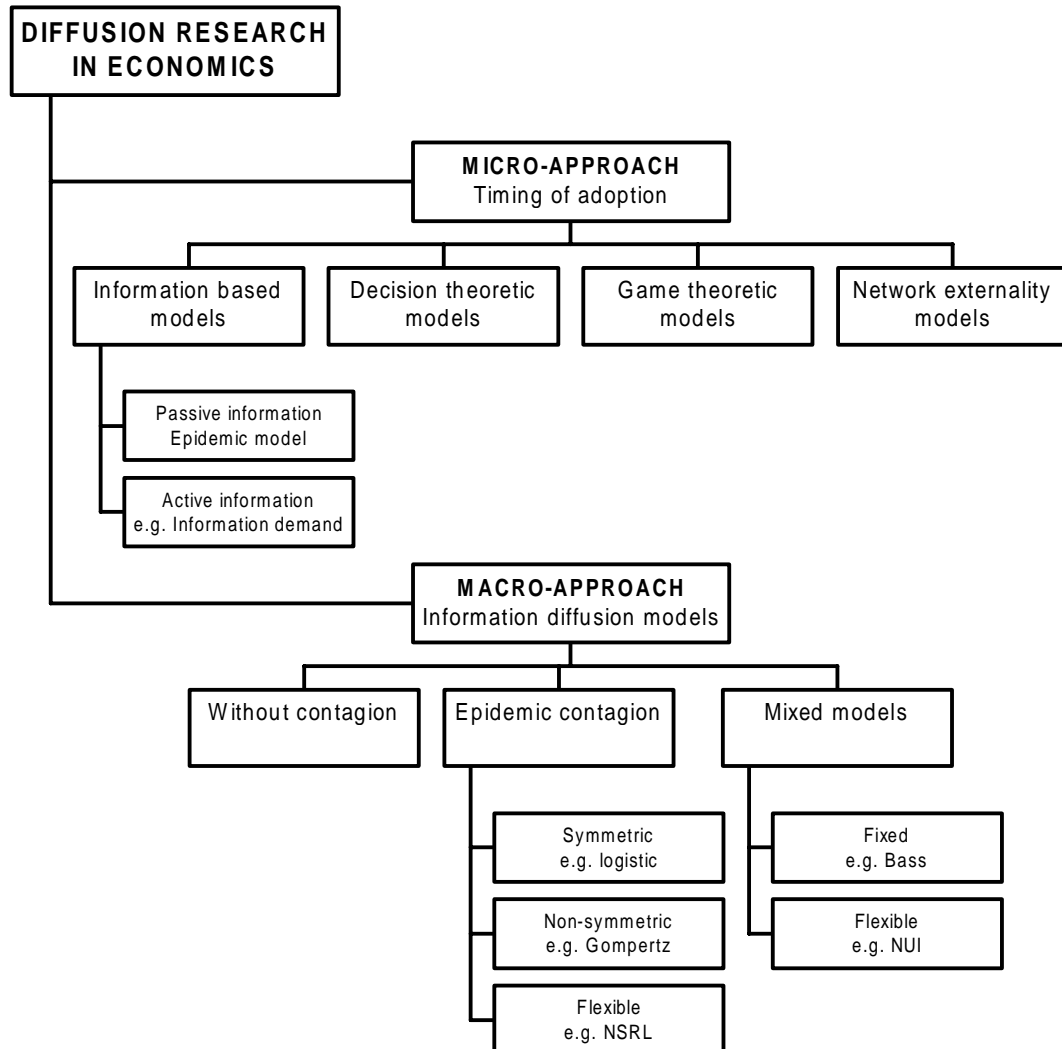 DIFFUSION RESEARCH
IN ECONOMICS
MICRO-APPROACH
Timing of adoption
Information based
models
Decision theoretic
models
Game theoretic
models
Network externality
models
Passive information
Epidemic model
Active information
e.g. Information demand
MACRO-APPROACH
Information diffusion models
Without contagion
Epidemic contagion
Mixed models
Symmetric
e.g. logistic
Non-symmetric
e.g. Gompertz
Flexible
e.g. NSRL
Fixed
e.g. Bass
Flexible
e.g. NUI